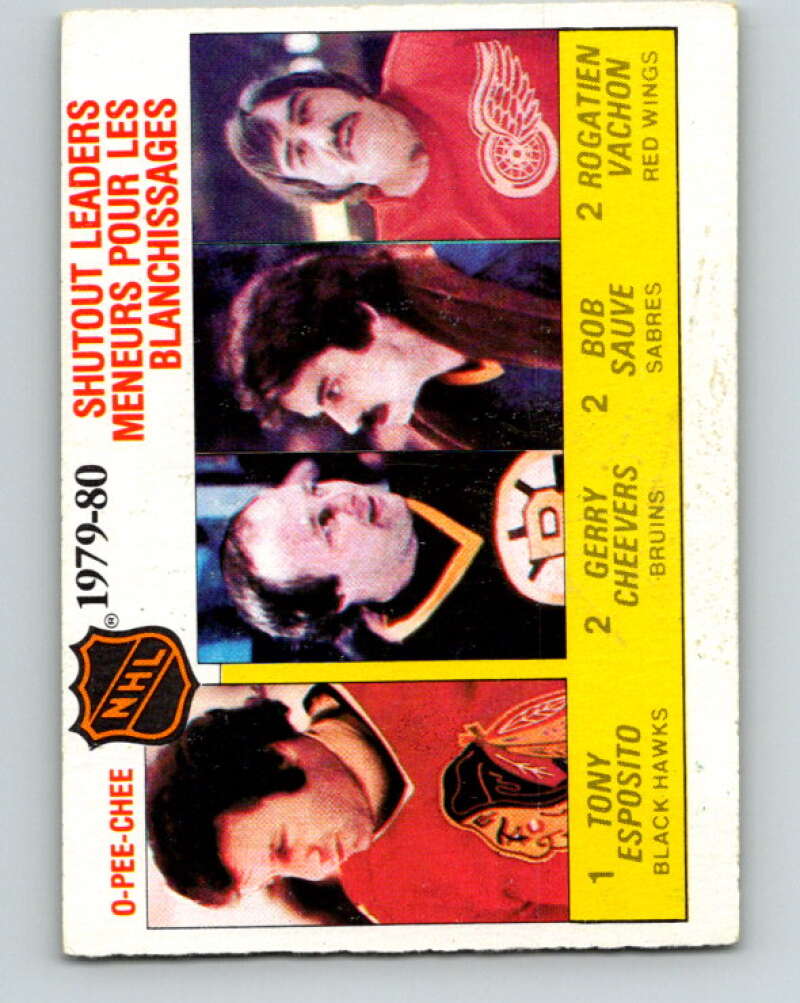 O-PEE-CHEE
NHL
®
1979-80
SHUTOUT LEADERS
MENEURS POUR LES
BLANCHISSAGES
B
1
TONY
ESPOSITO
BLACK HAWKS
2
GERRY
CHEEVERS
BRUINS
2
BOB
SAUVE
SABRES
2
ROGATIEN
VACHON
RED WINGS